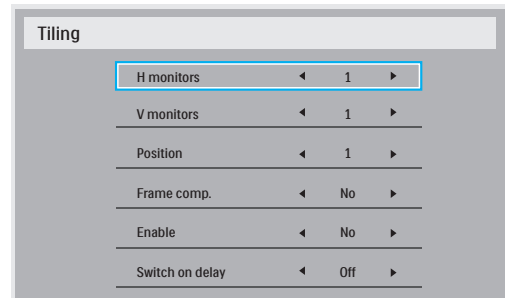 Tiling
H monitors 1
V monitors 1
Position 1
Frame comp. No
Enable No
Switch on delay Off